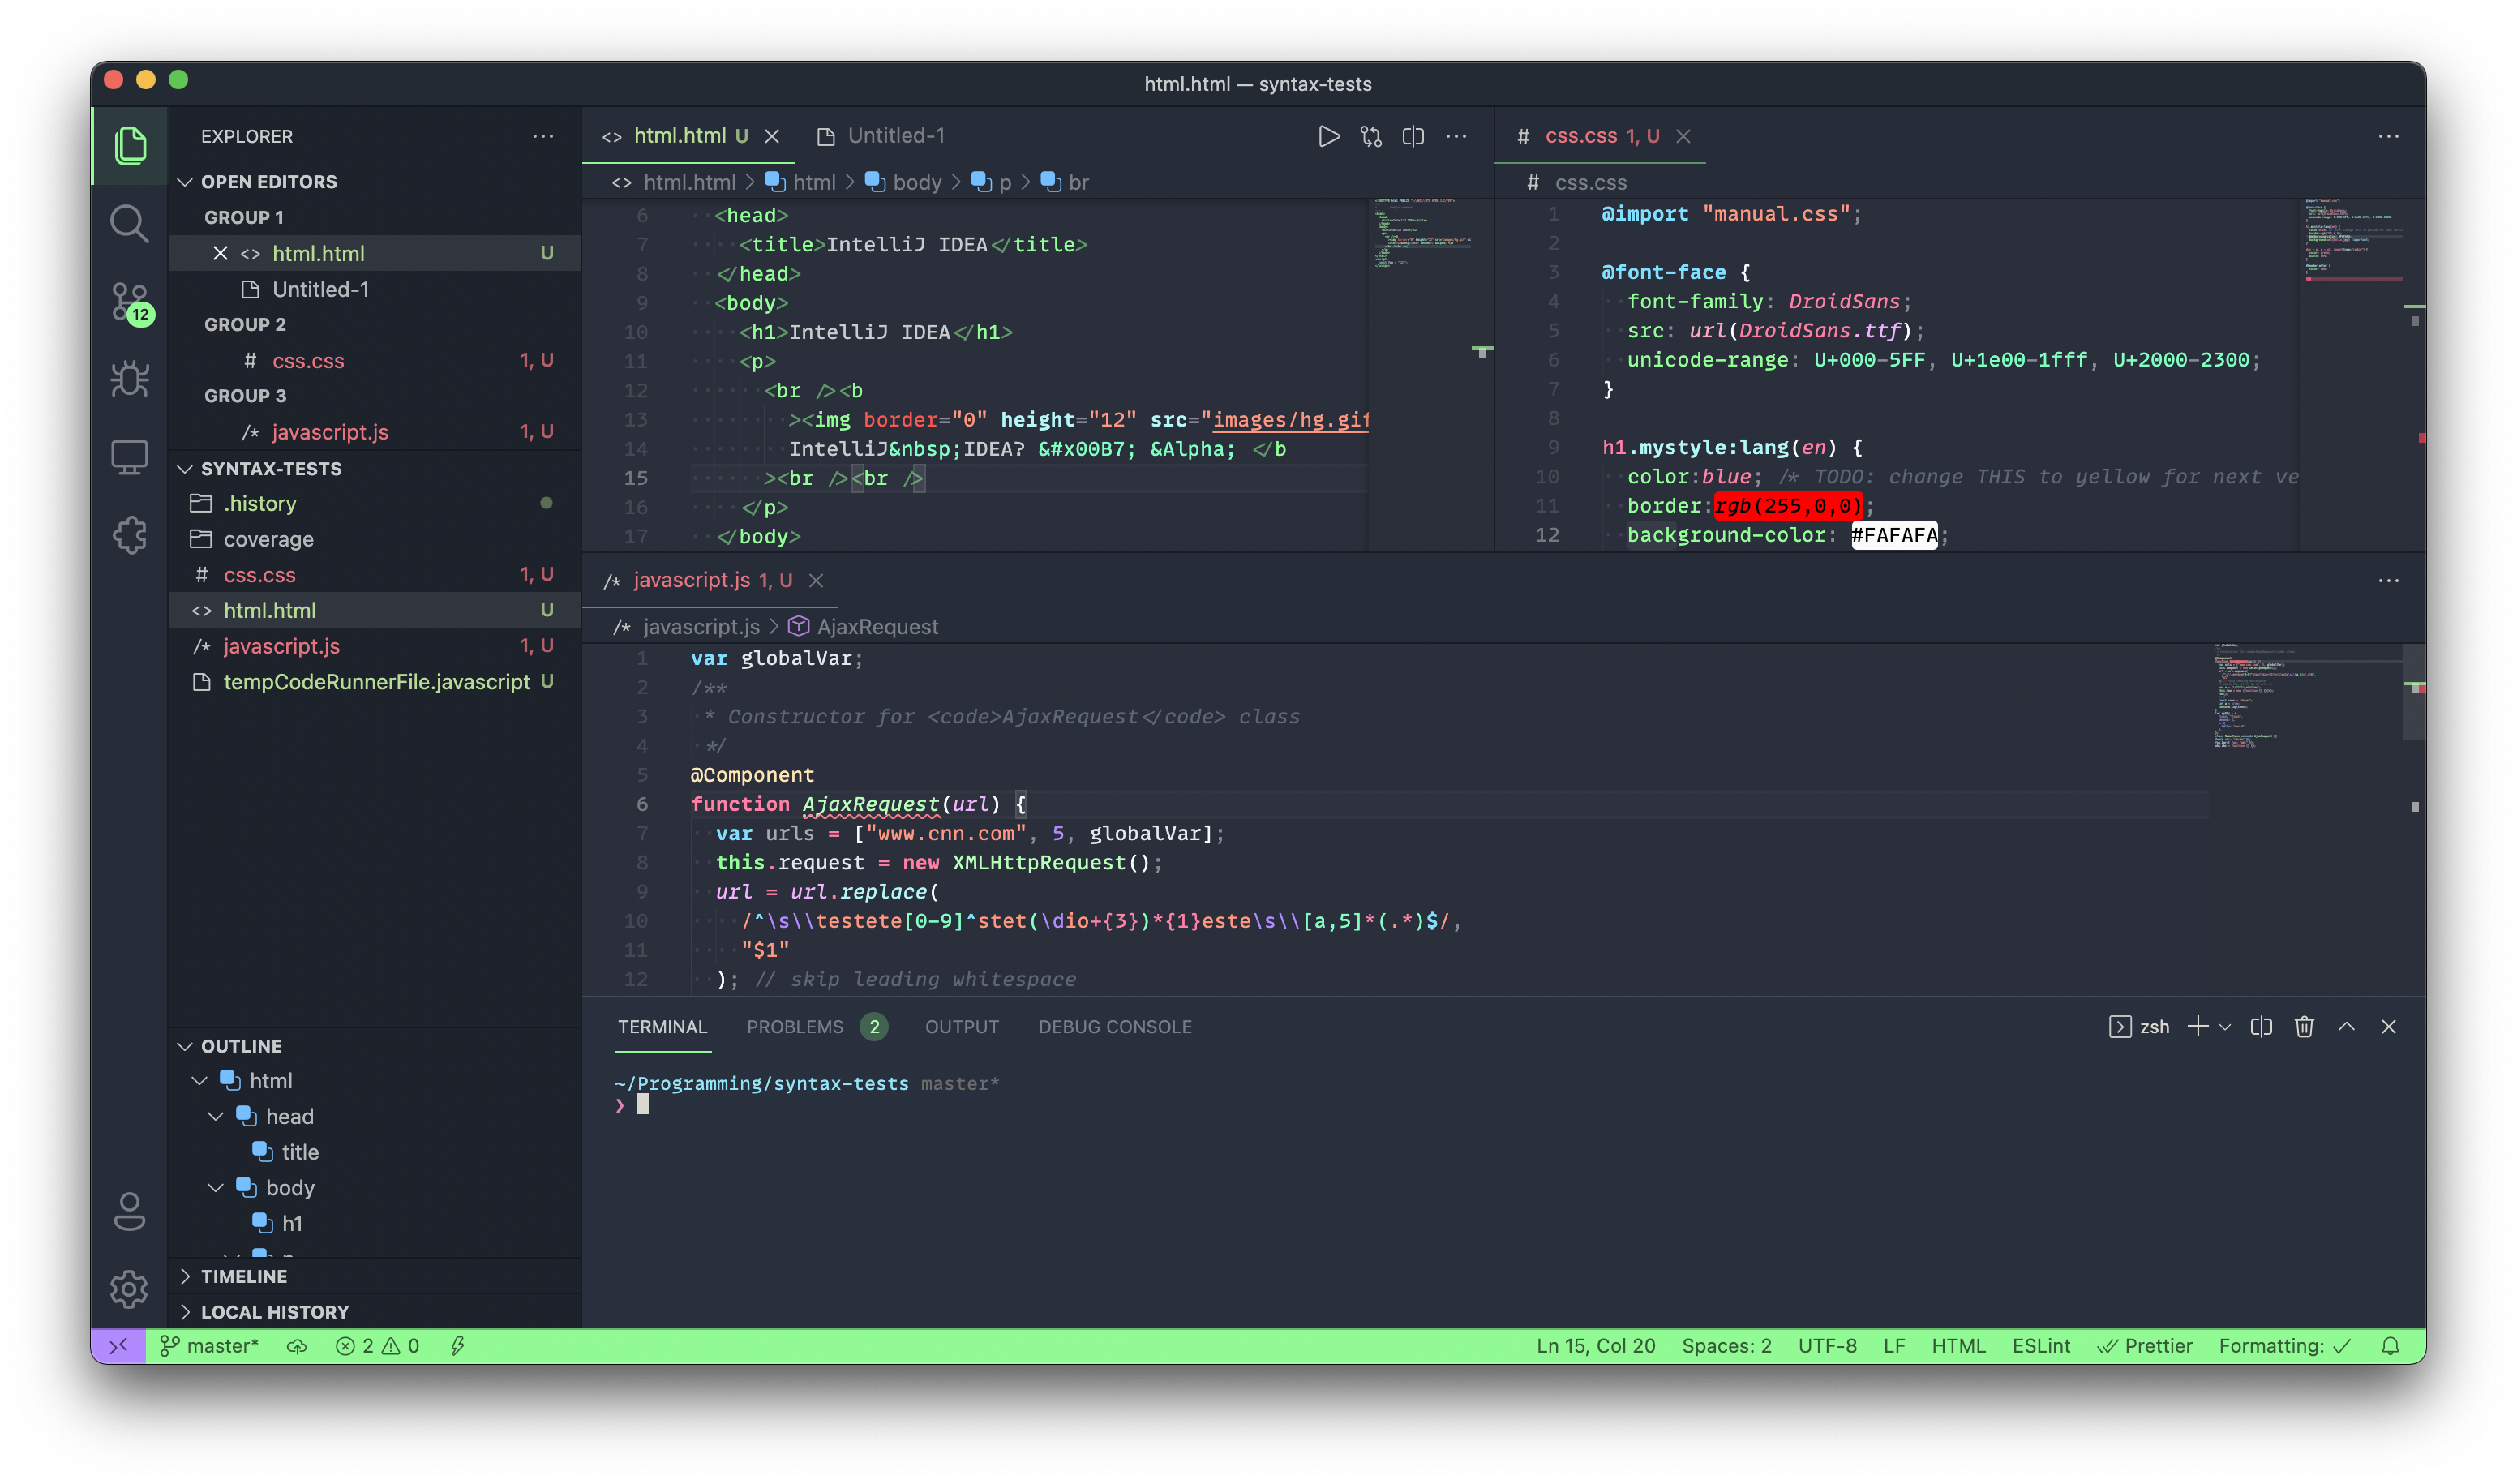 html.html — syntax-tests
EXPLORER
OPEN EDITORS
GROUP 1
html.html U
Untitled-1
GROUP 2
css.css 1, U
GROUP 3
javascript.js 1, U
SYNTAX-TESTS
.history
coverage
css.css 1, U
html.html U
javascript.js 1, U
tempCodeRunnerFile.javascript U
OUTLINE
html
head
title
body
h1
TIMELINE
LOCAL HISTORY
12
<> html.html U
Untitled-1
<> html.html > html > body > p > br
6 <head>
7 <title>IntelliJ IDEA</title>
8 </head>
9 <body>
10 <h1>IntelliJ IDEA</h1>
11 <p>
12 <br /><b
13 ><img border="0" height="12" src="images/hg.gif
14 IntelliJ&nbsp;IDEA? &#x00B7; &Alpha; </b
15 ><br /><br />
16 </p>
17 </body>
# css.css 1, U
# css.css
1 @import "manual.css";
2
3 @font-face {
4 font-family: DroidSans;
5 src: url(DroidSans.ttf);
6 unicode-range: U+000-5FF, U+1e00-1fff, U+2000-2300;
7 }
8
9 h1.mystyle:lang(en) {
10 color:blue; /* TODO: change THIS to yellow for next ve
11 border:rgb(255,0,0);
12 background-color: #FAFAFA;
/* javascript.js 1, U
/* javascript.js > AjaxRequest
1 var globalVar;
2 /**
3 * Constructor for <code>AjaxRequest</code> class
4 */
5 @Component
6 function AjaxRequest(url) {
7 var urls = ["www.cnn.com", 5, globalVar];
8 this.request = new XMLHttpRequest();
9 url = url.replace(
10 /^\s\\testete[0-9]^stet(\dio+{3})*{1}este\s\\[a,5]*(.*)$/,
11 "$1"
12 ); // skip leading whitespace
TERMINAL PROBLEMS 2 OUTPUT DEBUG CONSOLE
zsh
~/Programming/syntax-tests master*
❯
master* 2 0
Ln 15, Col 20 Spaces: 2 UTF-8 LF HTML ESLint Prettier Formatting: ✓